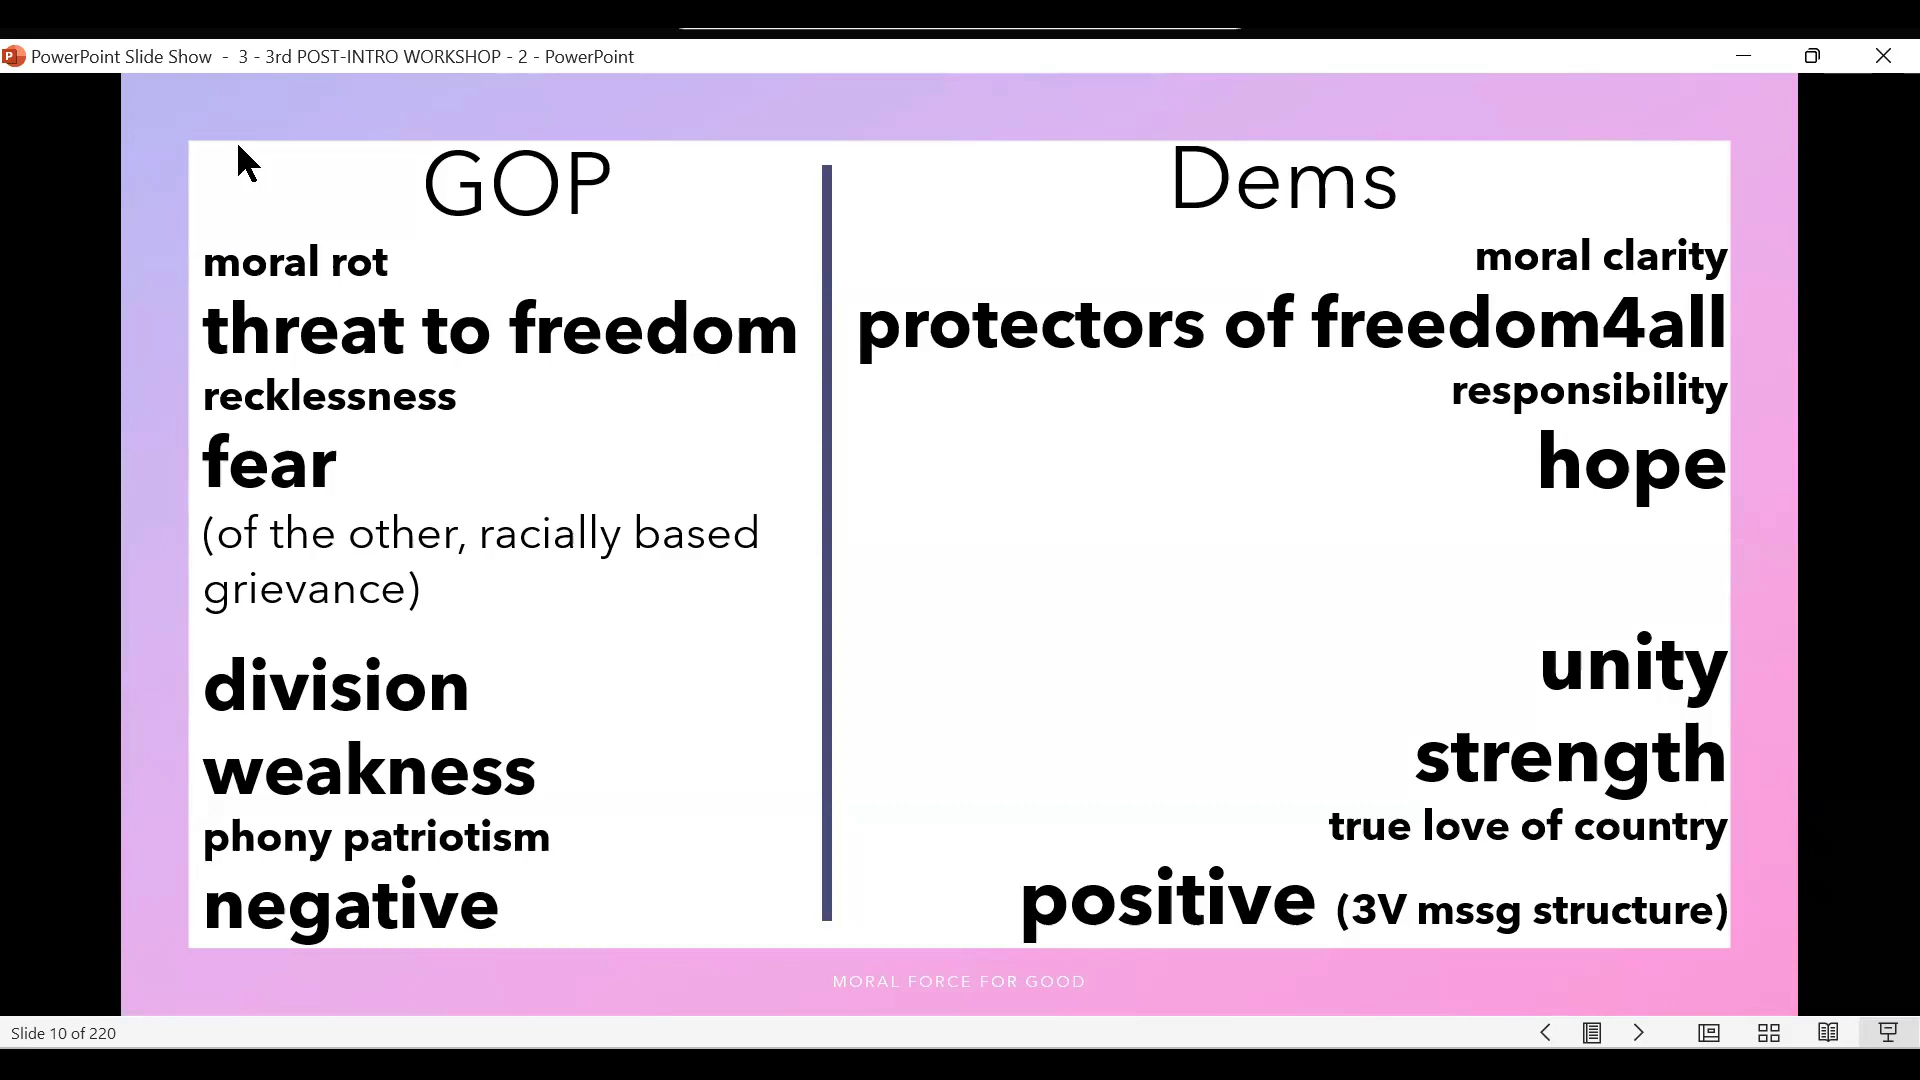 PowerPoint Slide Show - 3 - 3rd POST-INTRO WORKSHOP - 2 - PowerPoint
GOP
moral rot
threat to freedom
recklessness
fear
(of the other, racially based
grievance)
division
weakness
phony patriotism
negative
Dems
moral clarity
protectors of freedom4all
responsibility
hope
unity
strength
true love of country
positive (3V mssg structure)
MORAL FORCE FOR GOOD
Slide 10 of 220